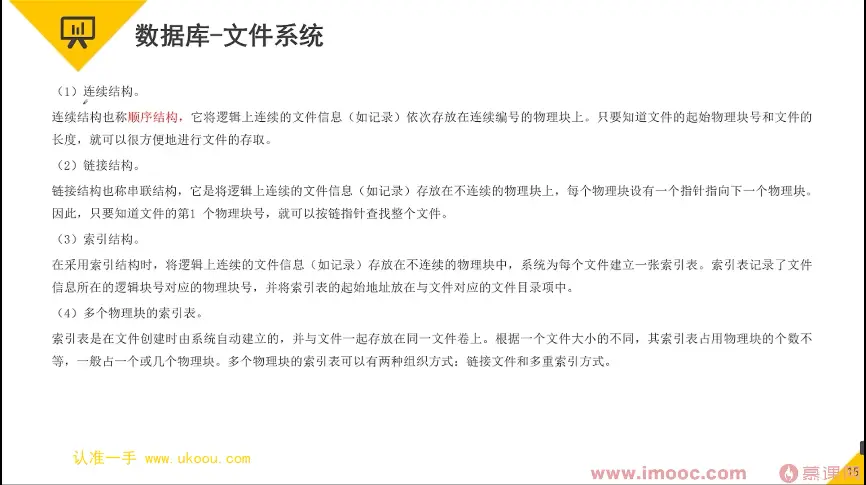 数据库-文件系统
（1）连续结构。
连续结构也称顺序结构，它将逻辑上连续的文件信息（如记录）依次存放在连续编号的物理块上。只要知道文件的起始物理块号和文件的
长度，就可以很方便地进行文件的存取。
（2）链接结构。
链接结构也称串联结构，它是将逻辑上连续的文件信息（如记录）存放在不连续的物理块上，每个物理块设有一个指针指向下一个物理块。
因此，只要知道文件的第1 个物理块号，就可以按链指针查找整个文件。
（3）索引结构。
在采用索引结构时，将逻辑上连续的文件信息（如记录）存放在不连续的物理块中，系统为每个文件建立一张索引表。索引表记录了文件
信息所在的逻辑块号对应的物理块号，并将索引表的起始地址放在与文件对应的文件目录项中。
（4）多个物理块的索引表。
索引表是在文件创建时由系统自动建立的，并与文件一起存放在同一文件卷上。根据一个文件大小的不同，其索引表占用物理块的个数不
等，一般占一个或几个物理块。多个物理块的索引表可以有两种组织方式：链接文件和多重索引方式。
认准一手 www.ukoou.com
www.imooc.com
慕课